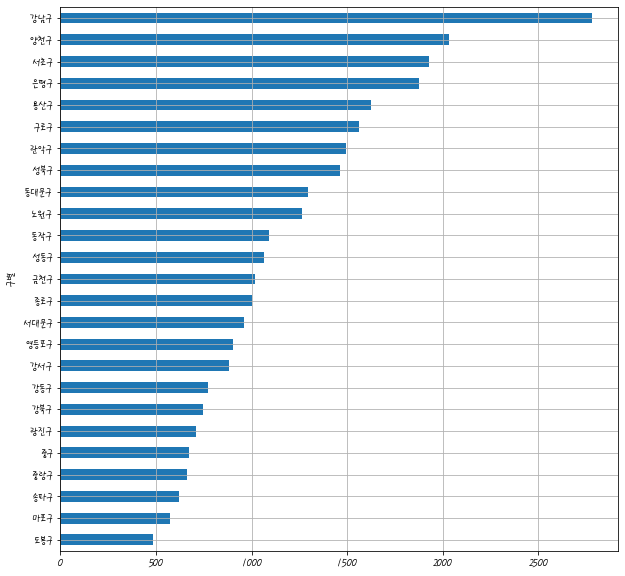 강남구
양천구
서초구
은평구
용산구
구로구
관악구
성북구
동대문구
노원구
동작구
성동구
금천구
종로구
서대문구
영등포구
강서구
강동구
강북구
광진구
중구
중랑구
송파구
마포구
도봉구
구별
0 500 1000 1500 2000 2500